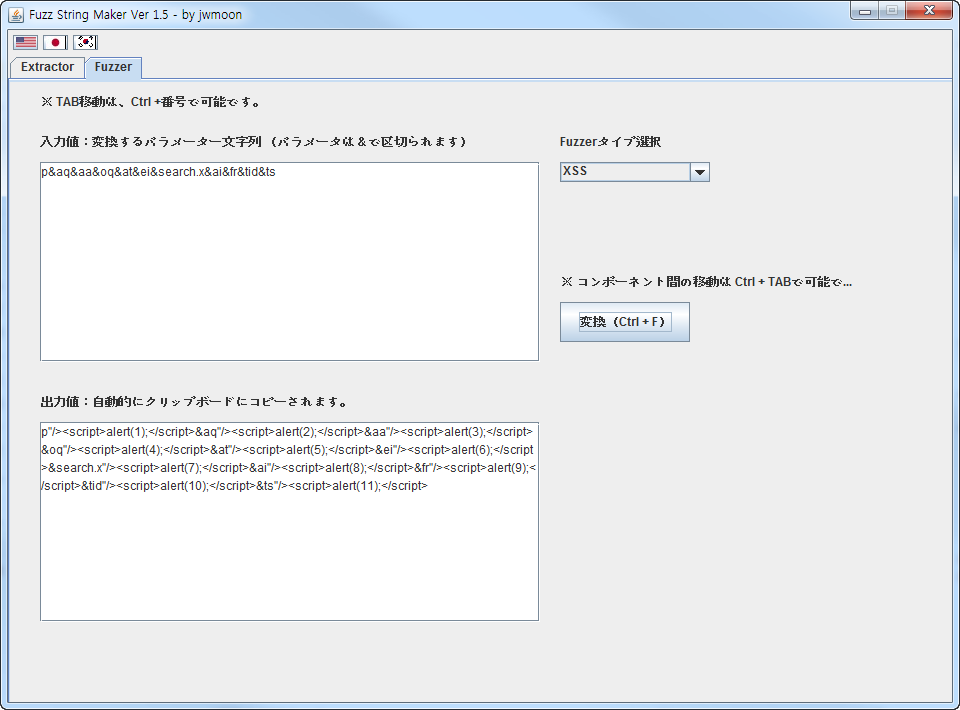 Fuzz String Maker Ver 1.5 - by jwmoon
Extractor Fuzzer
※ TAB移動は、Ctrl +番号で可能です。
入力値：変換するパラメーター文字列（パラメータは＆で区切られます）
Fuzzerタイプ選択
p&aq&aa&oq&at&ei&search.x&ai&fr&tid&ts
XSS
※ コンポーネント間の移動は Ctrl + TABで可能で...
変換（Ctrl + F）
出力値：自動的にクリップボードにコピーされます。
p"/><script>alert(1);</script>&aq"/><script>alert(2);</script>&aa"/><script>alert(3);</script>
&oq"/><script>alert(4);</script>&at"/><script>alert(5);</script>&ei"/><script>alert(6);</script
>&search.x"/><script>alert(7);</script>&ai"/><script>alert(8);</script>&fr"/><script>alert(9);<
/script>&tid"/><script>alert(10);</script>&ts"/><script>alert(11);</script>